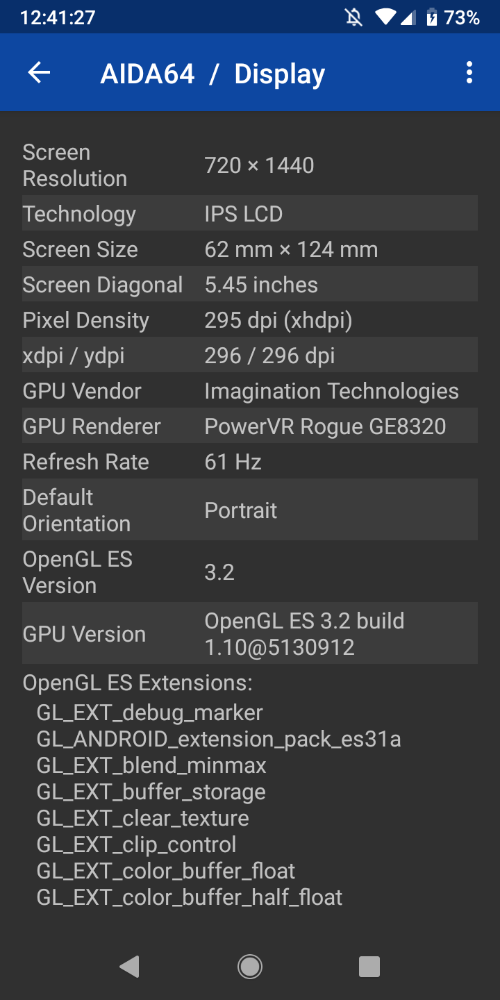 12:41:27 73%
AIDA64 / Display
Screen
Resolution
720 × 1440
Technology IPS LCD
Screen Size 62 mm × 124 mm
Screen Diagonal 5.45 inches
Pixel Density 295 dpi (xhdpi)
xdpi / ydpi 296 / 296 dpi
GPU Vendor Imagination Technologies
GPU Renderer PowerVR Rogue GE8320
Refresh Rate 61 Hz
Default
Orientation
Portrait
OpenGL ES
Version
3.2
GPU Version
OpenGL ES 3.2 build
1.10@5130912
OpenGL ES Extensions:
GL_EXT_debug_marker
GL_ANDROID_extension_pack_es31a
GL_EXT_blend_minmax
GL_EXT_buffer_storage
GL_EXT_clear_texture
GL_EXT_clip_control
GL_EXT_color_buffer_float
GL_EXT_color_buffer_half_float